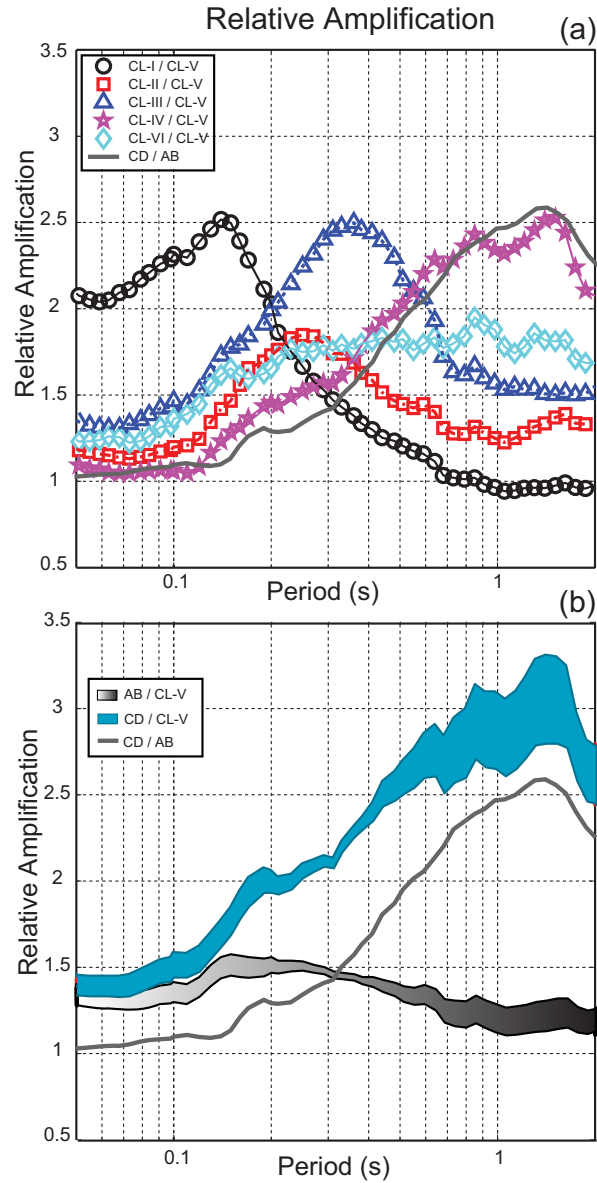 Relative Amplification
(a)
3.5
3
2.5
2
1.5
1
0.5
Relative Amplification
CL-I / CL-V
CL-II / CL-V
CL-III / CL-V
CL-IV / CL-V
CL-VI / CL-V
CD / AB
0.1
1
Period (s)
(b)
3.5
3
2.5
2
1.5
1
0.5
Relative Amplification
AB / CL-V
CD / CL-V
CD / AB
0.1
1
Period (s)